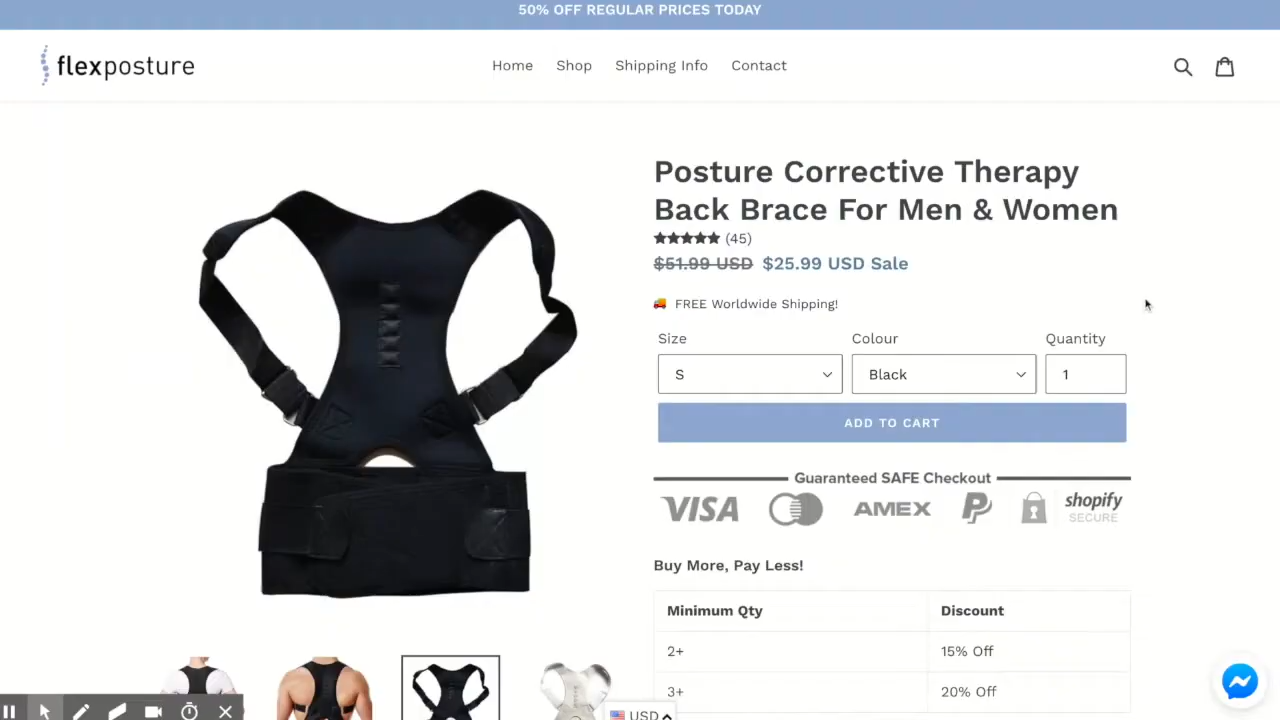 50% OFF REGULAR PRICES TODAY
flexposture
Home Shop Shipping Info Contact
Posture Corrective Therapy
Back Brace For Men & Women
(45)
$51.99 USD $25.99 USD Sale
FREE Worldwide Shipping!
Size Colour Quantity
S Black 1
ADD TO CART
Guaranteed SAFE Checkout
VISA AMEX shopify
SECURE
Buy More, Pay Less!
Minimum Qty Discount
2+ 15% Off
3+ 20% Off
USD